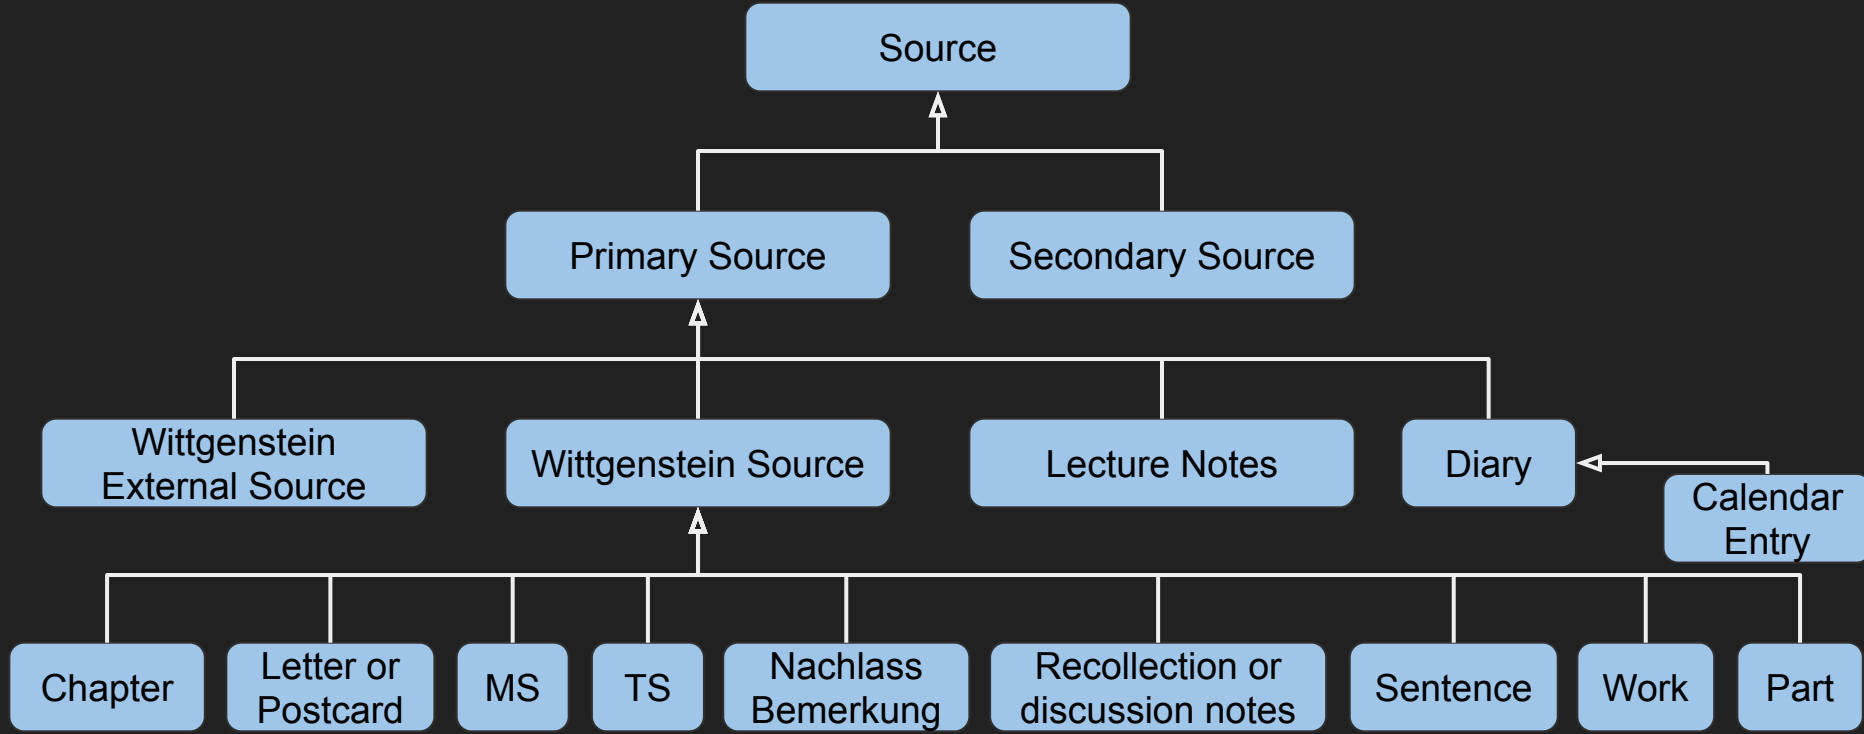 Source
Primary Source
Secondary Source
Wittgenstein
External Source
Wittgenstein Source
Lecture Notes
Diary
Calendar
Entry
Chapter
Letter or
Postcard
MS
TS
Nachlass
Bemerkung
Recollection or
discussion notes
Sentence
Work
Part